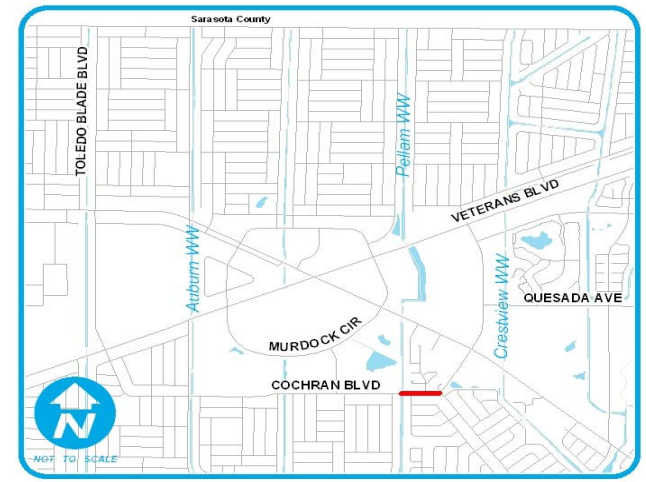 Sarasota County
TOLEDO BLADE BLVD
Pellam WW
VETERANS BLVD
Auburn WW
Crestview WW
QUESADA AVE
MURDOCK CIR
COCHRAN BLVD
N
NOT TO SCALE